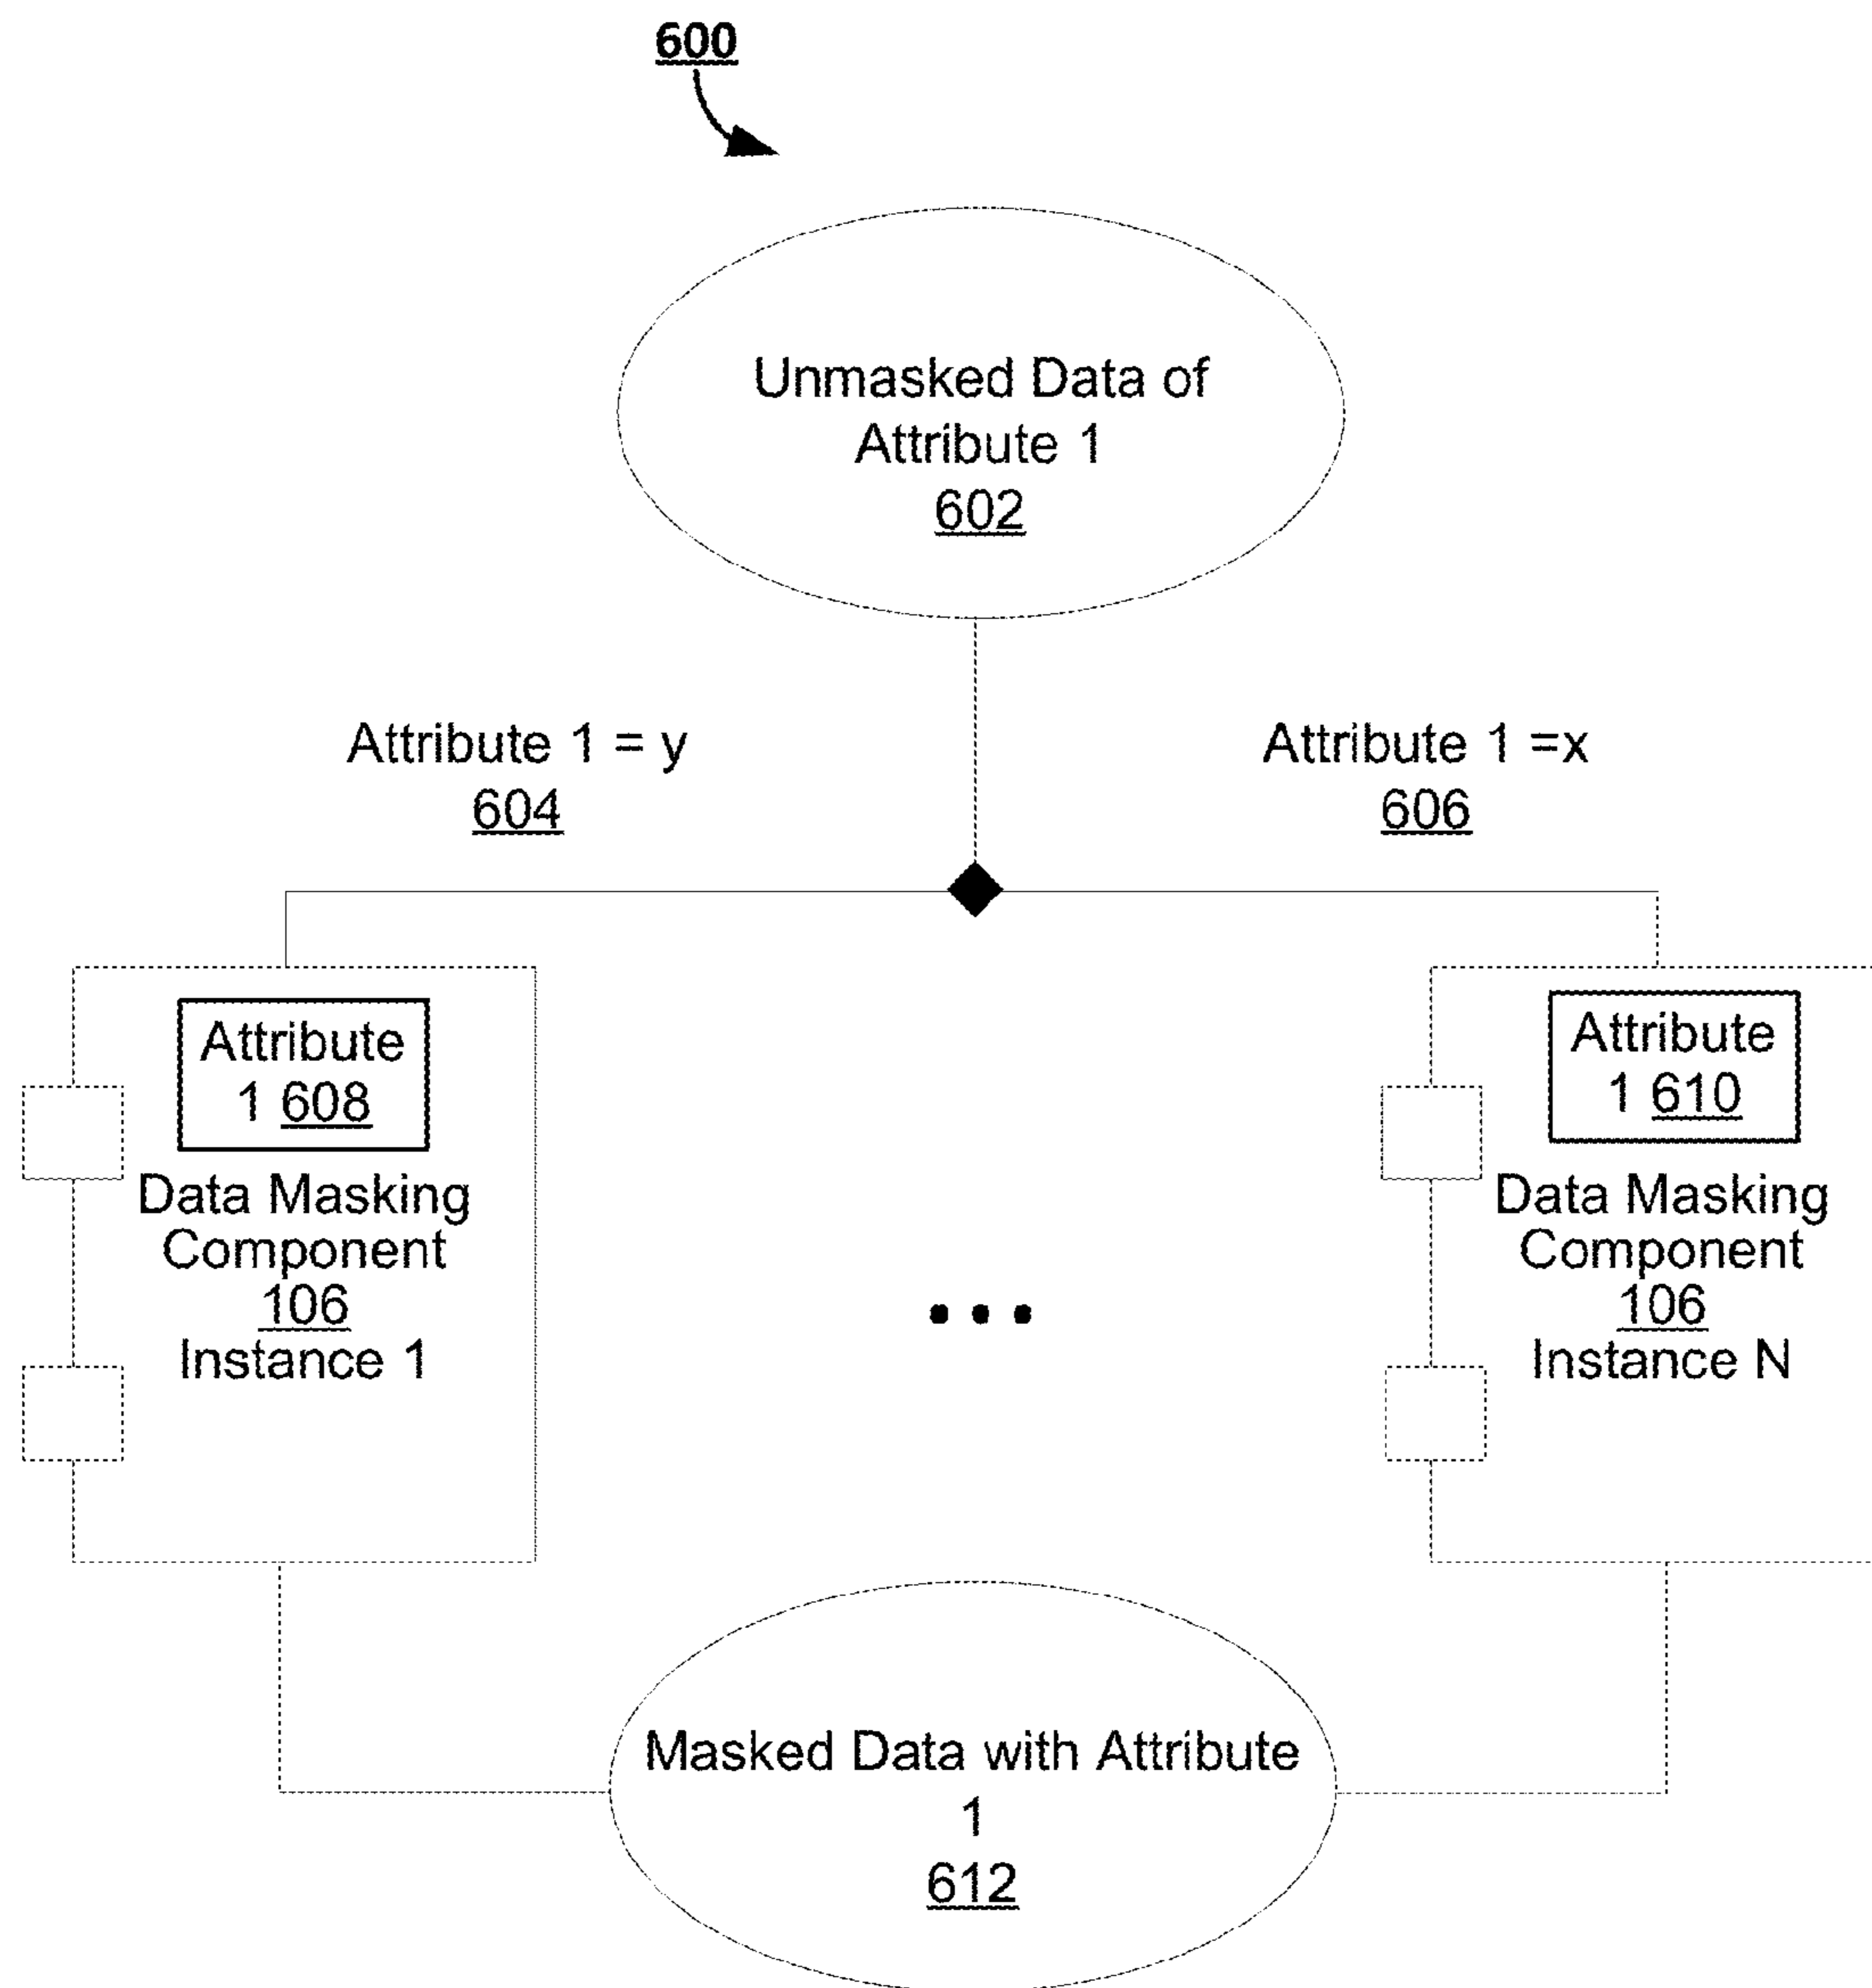 600
Unmasked Data of
Attribute 1
602
Attribute 1 = y
604
Attribute 1 =x
606
Attribute
1 608
Data Masking
Component
106
Instance 1
• • •
Attribute
1 610
Data Masking
Component
106
Instance N
Masked Data with Attribute
1
612